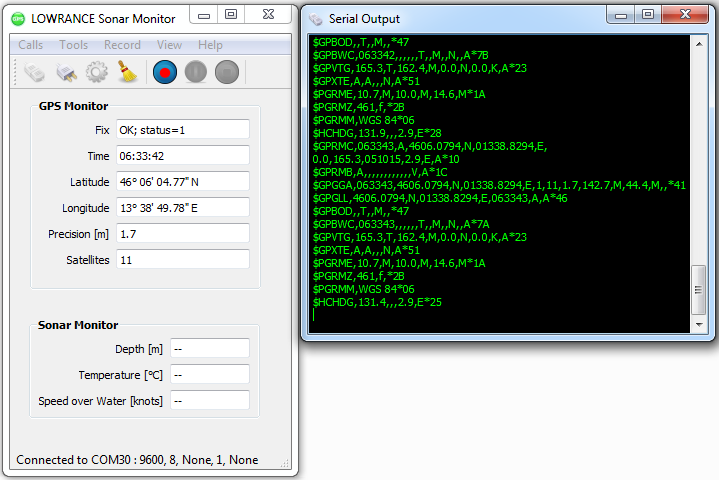 LOWRANCE Sonar Monitor
Calls Tools Record View Help
GPS Monitor
Fix OK; status=1
Time 06:33:42
Latitude 46° 06' 04.77" N
Longitude 13° 38' 49.78" E
Precision [m] 1.7
Satellites 11
Sonar Monitor
Depth [m] --
Temperature [°C] --
Speed over Water [knots] --
Connected to COM30 : 9600, 8, None, 1, None
Serial Output
$GPBOD,,T,,M,,*47
$GPBWC,063342,,,,,,T,,M,,N,,A*7B
$GPVTG,165.3,T,162.4,M,0.0,N,0.0,K,A*23
$GPXTE,A,A,,,N,A*51
$PGRME,10.7,M,10.0,M,14.6,M*1A
$PGRMZ,461,f,*2B
$PGRMM,WGS 84*06
$HCHDG,131.9,,,2.9,E*28
$GPRMC,063343,A,4606.0794,N,01338.8294,E,
0.0,165.3,051015,2.9,E,A*10
$GPRMB,A,,,,,,,,,,,,V,A*1C
$GPGGA,063343,4606.0794,N,01338.8294,E,1,11,1.7,142.7,M,44.4,M,,*41
$GPGLL,4606.0794,N,01338.8294,E,063343,A,A*46
$GPBOD,,T,,M,,*47
$GPBWC,063343,,,,,,T,,M,,N,,A*7A
$GPVTG,165.3,T,162.4,M,0.0,N,0.0,K,A*23
$GPXTE,A,A,,,N,A*51
$PGRME,10.7,M,10.0,M,14.6,M*1A
$PGRMZ,461,f,*2B
$PGRMM,WGS 84*06
$HCHDG,131.4,,,2.9,E*25